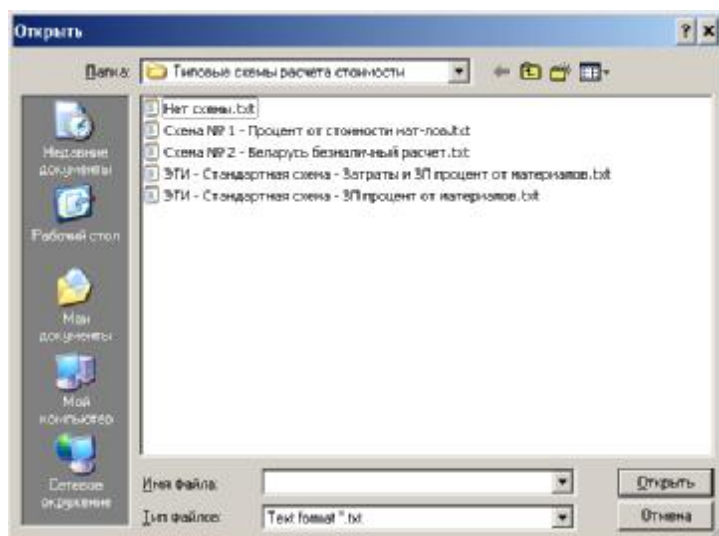 Открыть
Папка:
Типовые схемы расчета стоимости
Нет схемы.txt
Схема № 1 - Процент от стоимости мат-лов.txt
Схема № 2 - Беларусь безналичный расчет.txt
ЭТИ - Стандартная схема - Затраты и ЗП процент от материалов.txt
ЭТИ - Стандартная схема - ЗП процент от материалов.txt
Недавние
документы
Рабочий стол
Мои
документы
Мой
компьютер
Сетевое
окружение
Имя файла:
Открыть
Тип файлов:
Text format *.txt
Отмена